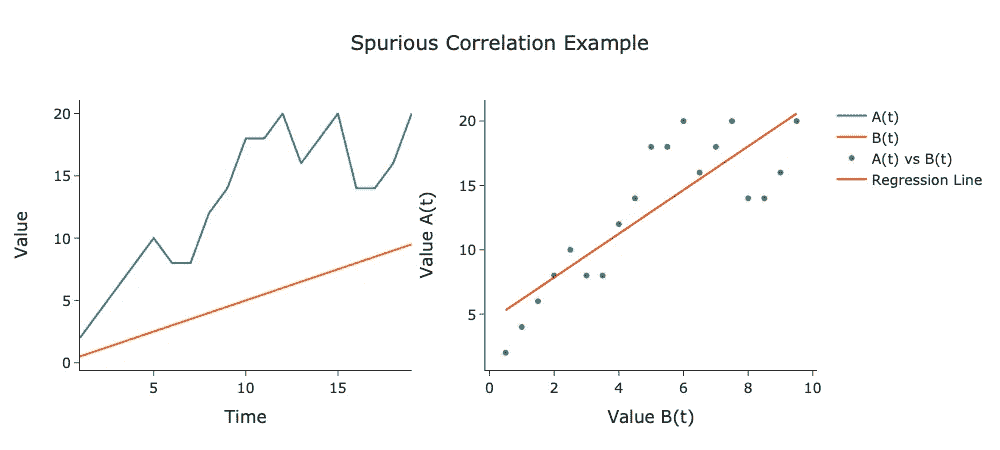 Spurious Correlation Example
20
15
10
5
0
Value
5
10
15
Time
20
15
10
5
Value A(t)
0
2
4
6
8
10
Value B(t)
A(t)
B(t)
A(t) vs B(t)
Regression Line